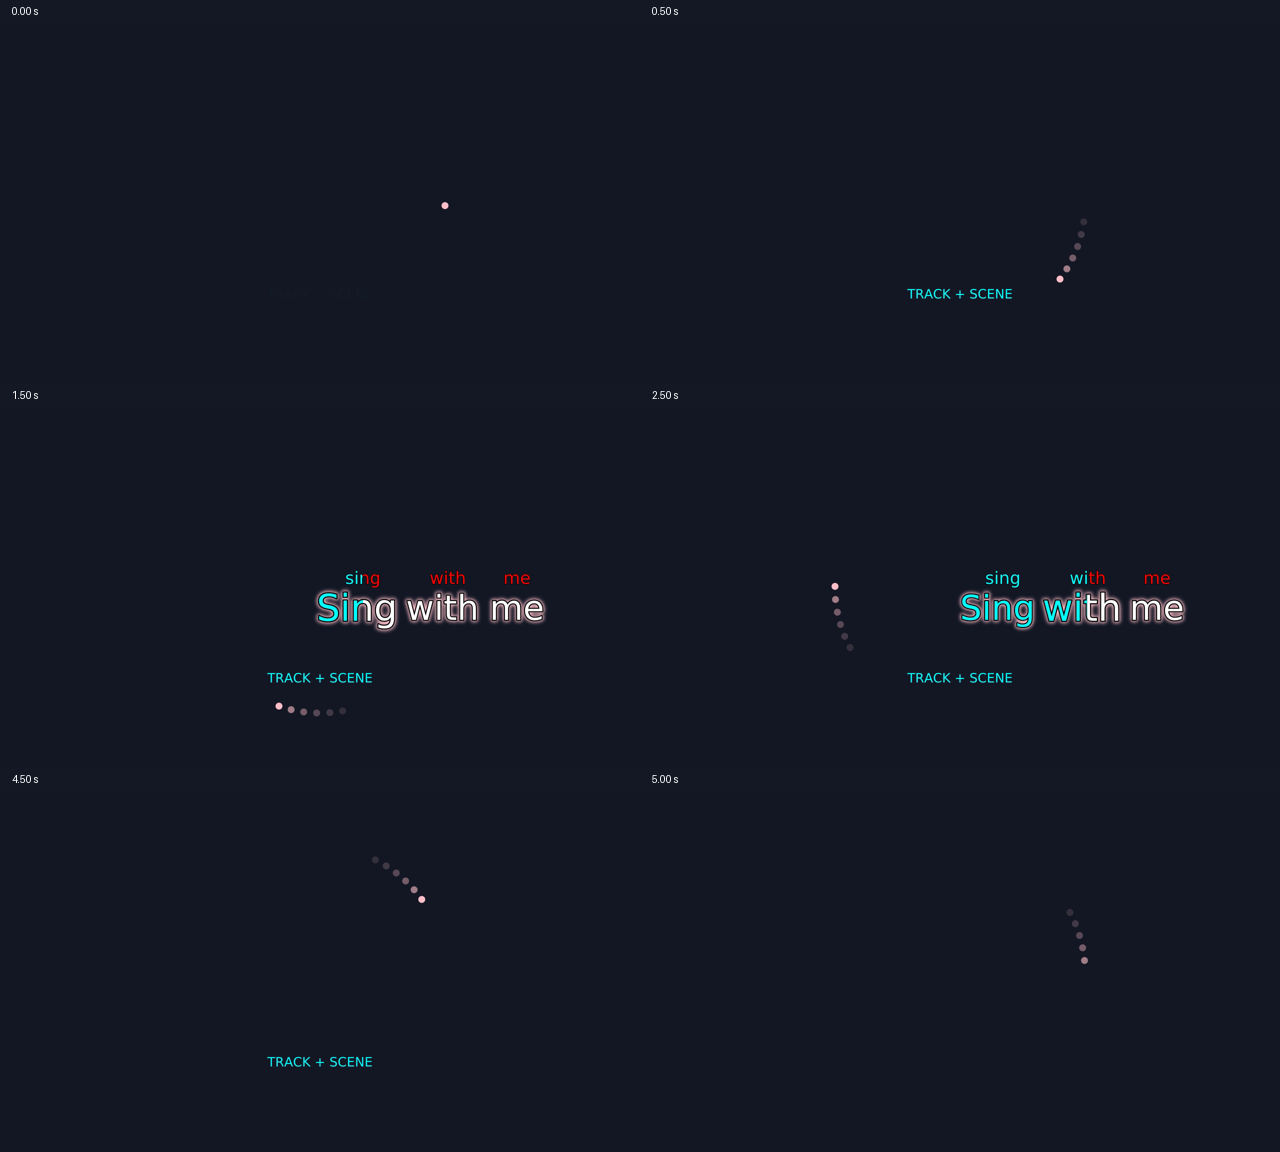 0.00 s
0.50 s
TRACK + SCENE
1.50 s
2.50 s
sing with me
Sing with me
sing with me
Sing with me
TRACK + SCENE
TRACK + SCENE
4.50 s
5.00 s
TRACK + SCENE